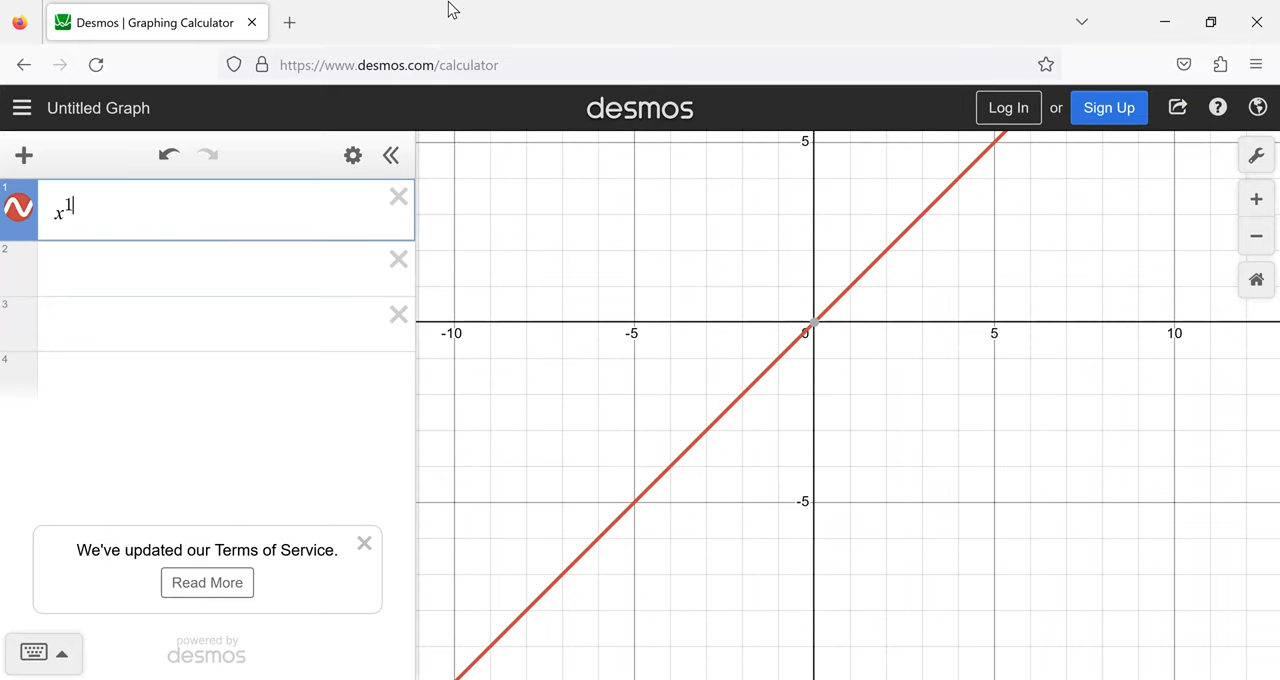 Desmos | Graphing Calculator
https://www.desmos.com/calculator
Untitled Graph
desmos
Log In or Sign Up
1
x¹
2
3
4
5
-10 -5 0 5 10
-5
We've updated our Terms of Service.
Read More
powered by
desmos